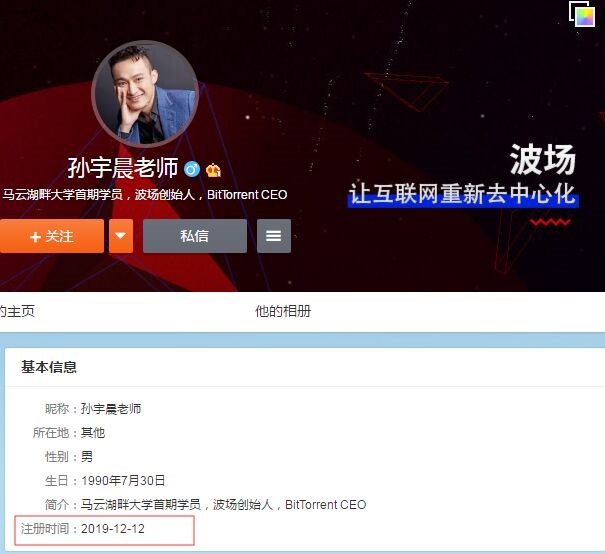 孙宇晨老师
马云湖畔大学首期学员，波场创始人，BitTorrent CEO
波场
让互联网重新去中心化
+关注
私信
的主页
他的相册
基本信息
昵称：孙宇晨老师
所在地：其他
性别：男
生日：1990年7月30日
简介：马云湖畔大学首期学员，波场创始人，BitTorrent CEO
注册时间：2019-12-12